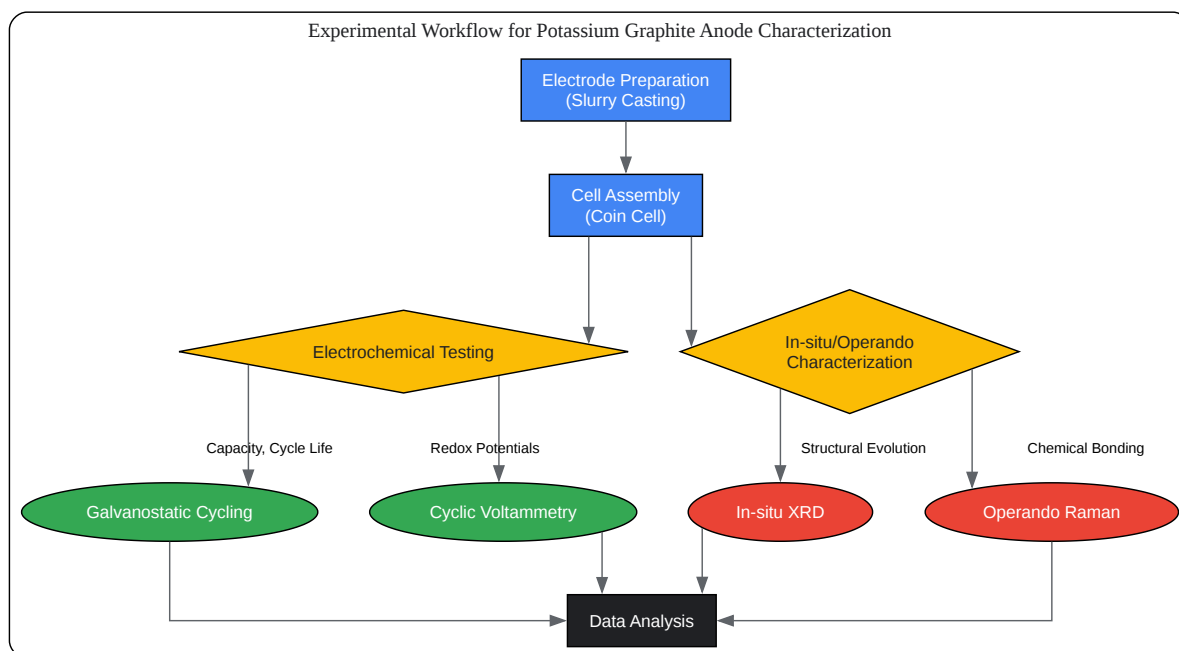 Experimental Workflow for Potassium Graphite Anode Characterization
Electrode Preparation
(Slurry Casting)
Cell Assembly
(Coin Cell)
Electrochemical Testing
In-situ/Operando
Characterization
Capacity, Cycle Life
Redox Potentials
Structural Evolution
Chemical Bonding
Galvanostatic Cycling
Cyclic Voltammetry
In-situ XRD
Operando Raman
Data Analysis